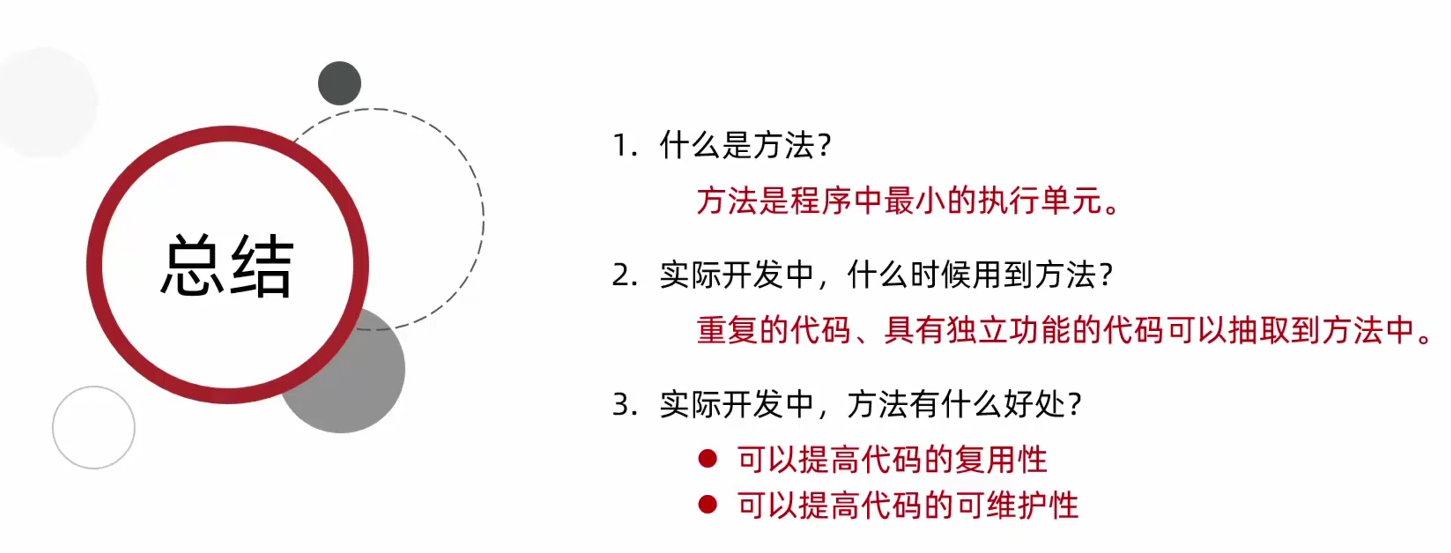 总结
1. 什么是方法？
方法是程序中最小的执行单元。
2. 实际开发中，什么时候用到方法？
重复的代码、具有独立功能的代码可以抽取到方法中。
3. 实际开发中，方法有什么好处？
● 可以提高代码的复用性
● 可以提高代码的可维护性